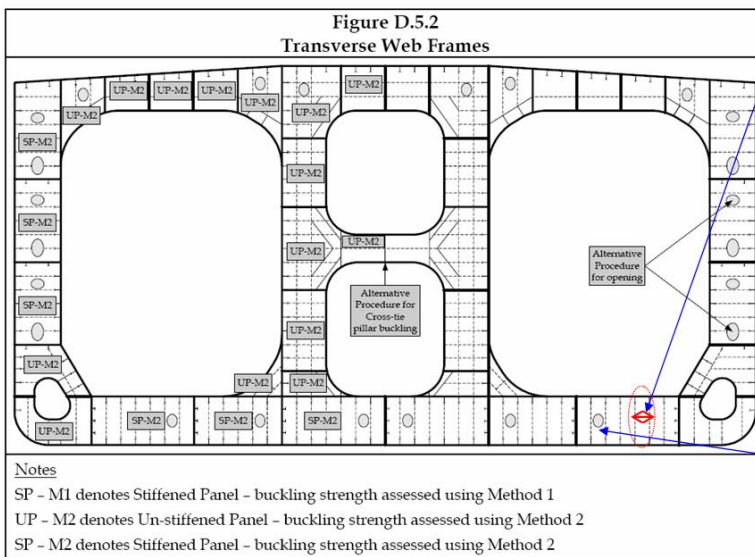 Figure D.5.2
Transverse Web Frames
UP-M2
UP-M2
UP-M2
UP-M2
UP-M2
UP-M2
UP-M2
UP-M2
SP-M2
UP-M2
SP-M2
UP-M2
UP-M2
Alternative
Procedure
for opening
SP-M2
Alternative
Procedure for
Cross-tie
pillar buckling
UP-M2
UP-M2
UP-M2
UP-M2
UP-M2
SP-M2
SP-M2
SP-M2
Notes
SP – M1 denotes Stiffened Panel – buckling strength assessed using Method 1
UP – M2 denotes Un-stiffened Panel – buckling strength assessed using Method 2
SP – M2 denotes Stiffened Panel – buckling strength assessed using Method 2